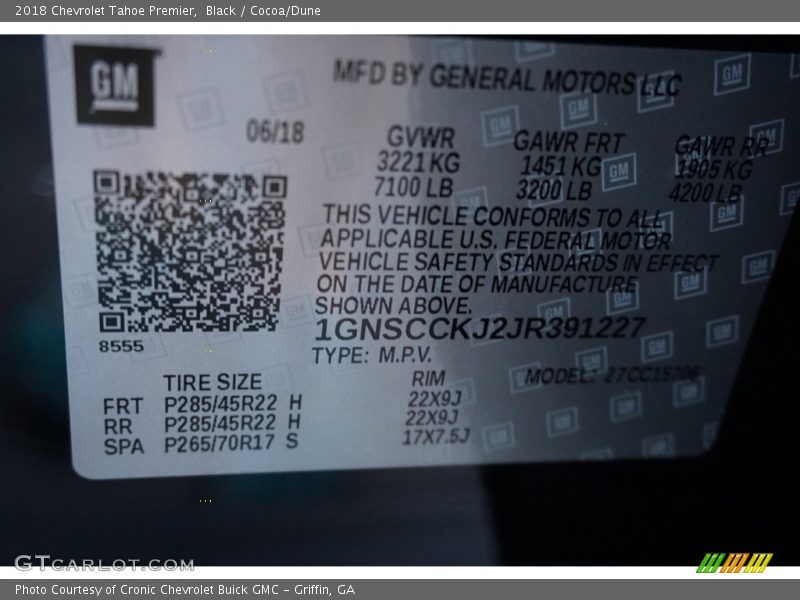 2018 Chevrolet Tahoe Premier, Black / Cocoa/Dune
GM
MFD BY GENERAL MOTORS LLC
06/18
GVWR GAWR FRT GAWR RR
3221 KG 1451 KG 1905 KG
7100 LB 3200 LB 4200 LB
THIS VEHICLE CONFORMS TO ALL
APPLICABLE U.S. FEDERAL MOTOR
VEHICLE SAFETY STANDARDS IN EFFECT
ON THE DATE OF MANUFACTURE
SHOWN ABOVE.
1GNSCCKJ2JR391227
8555
TYPE: M.P.V.
TIRE SIZE RIM MODEL: 27CC15706
FRT P285/45R22 H 22X9J
RR P285/45R22 H 22X9J
SPA P265/70R17 S 17X7.5J
GTCARLOT.COM
Photo Courtesy of Cronic Chevrolet Buick GMC - Griffin, GA